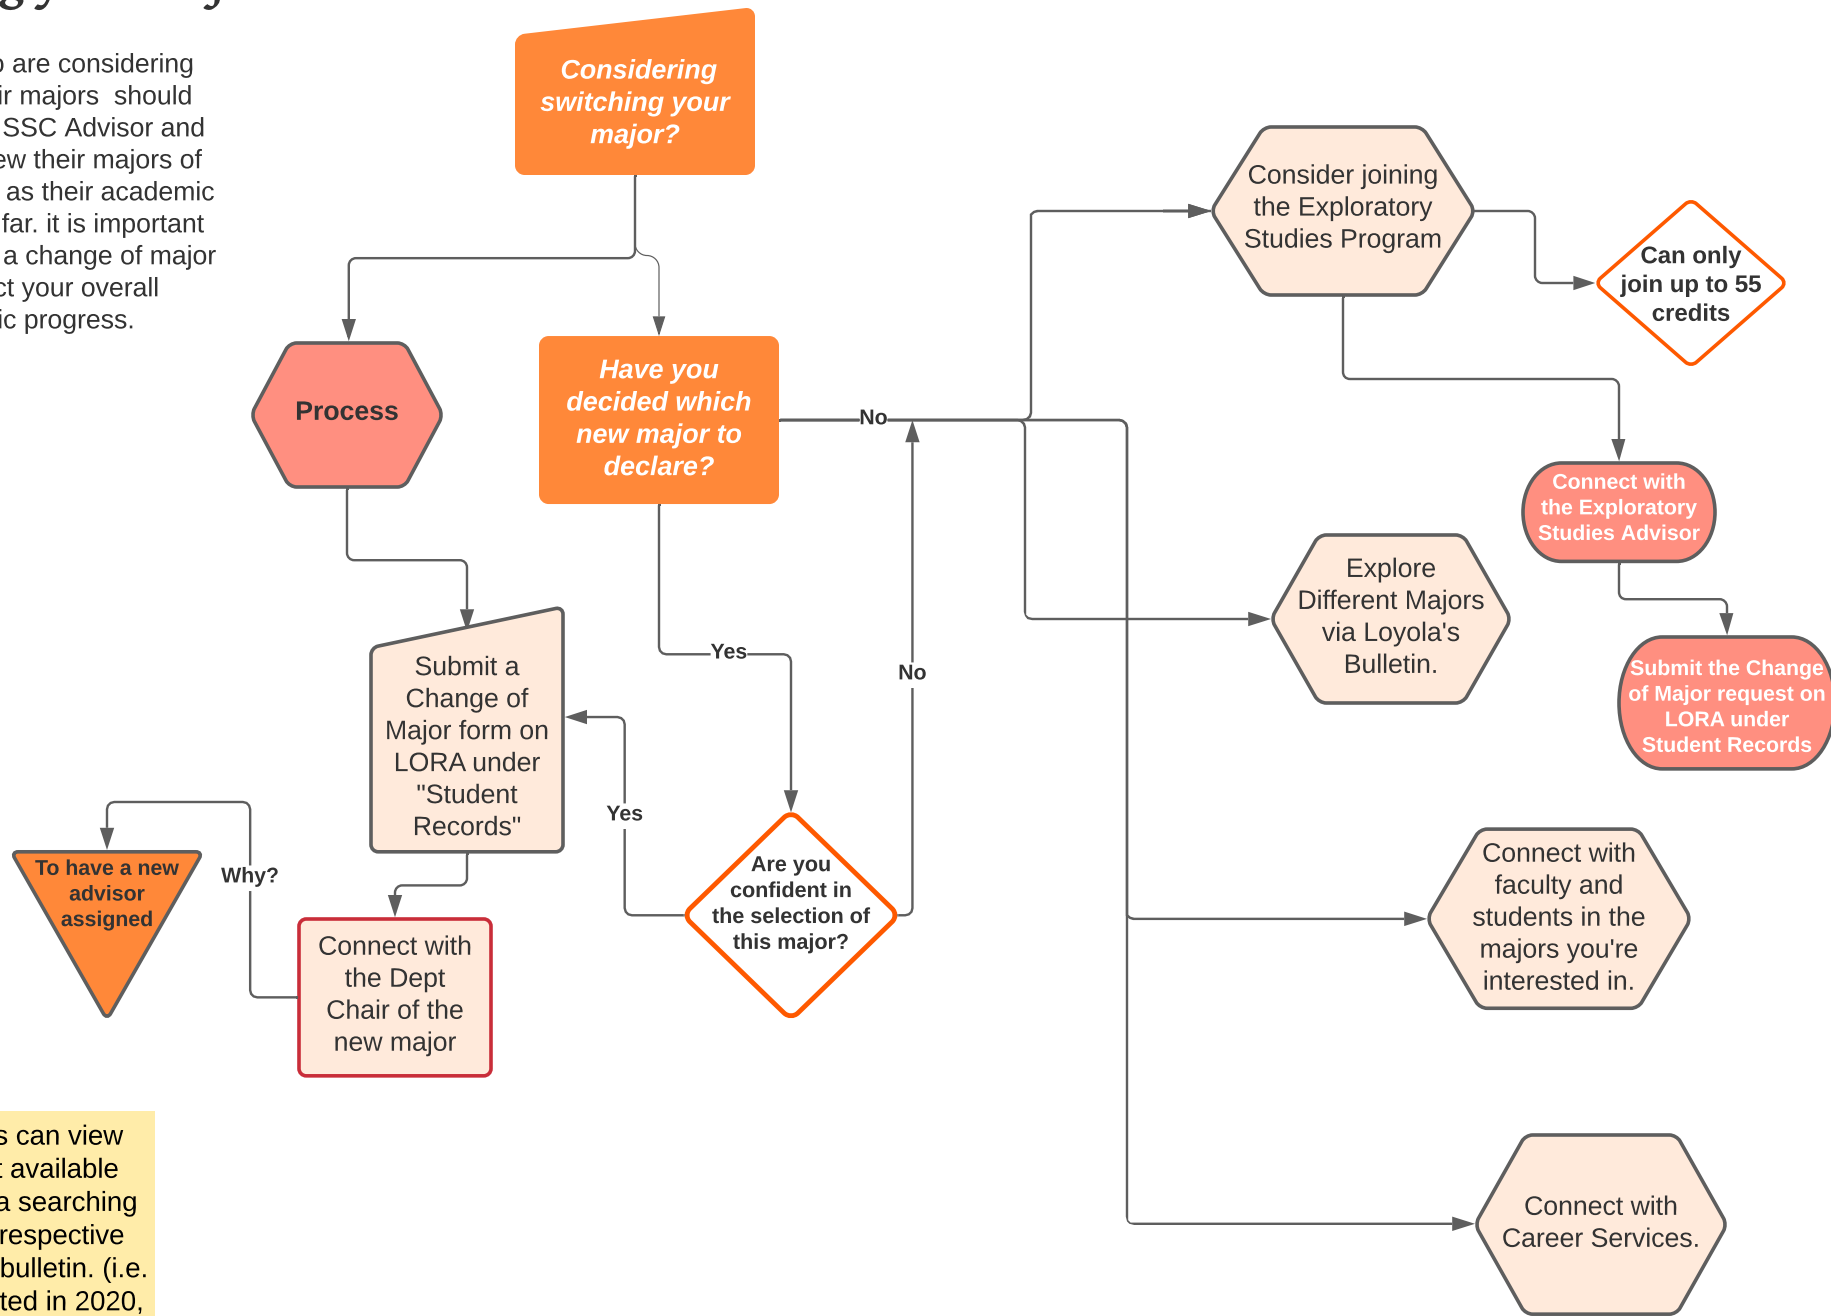 are considering
majors should
SSC Advisor and
their majors of
as their academic
far. it is important
a change of major
your overall
progress.
Considering
switching your
major?
Process
Have you
decided which
new major to
declare?
No
Yes
No
Yes
Submit a
Change of
Major form on
LORA under
"Student
Records"
Why?
To have a new
advisor
assigned
Connect with
the Dept
Chair of the
new major
Are you
confident in
the selection of
this major?
Consider joining
the Exploratory
Studies Program
Can only
join up to 55
credits
Connect with
the Exploratory
Studies Advisor
Submit the Change
of Major request on
LORA under
Student Records
Explore
Different Majors
via Loyola's
Bulletin.
Connect with
faculty and
students in the
majors you're
interested in.
Connect with
Career Services.
can view
available
searching
respective
bulletin. (i.e.
in 2020,